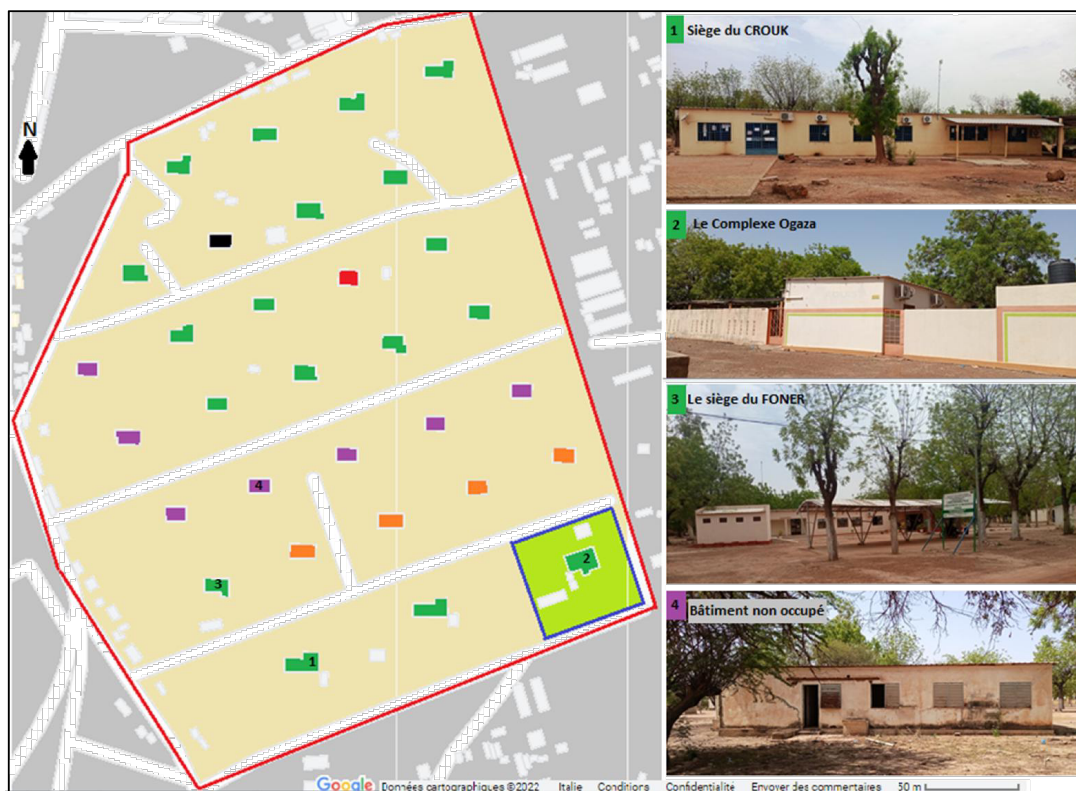 N
4
3
2
1
1 Siège du CROUK
2 Le Complexe Ogaza
3 Le siège du FONER
4 Bâtiment non occupé
Google Données cartographiques ©2022 Italie Conditions Confidentialité Envoyer des commentaires 50 m